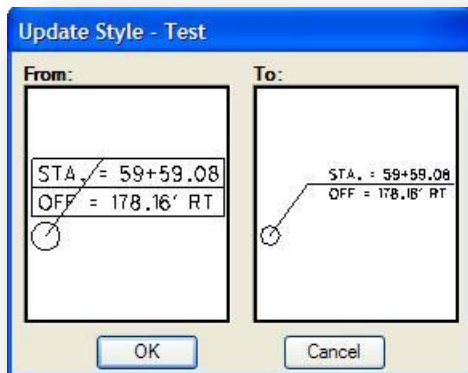 Update Style - Test
From:
To:
STA. = 59+59.08
OFF = 178.16' RT
STA. = 59+59.08
OFF = 178.16' RT
OK
Cancel